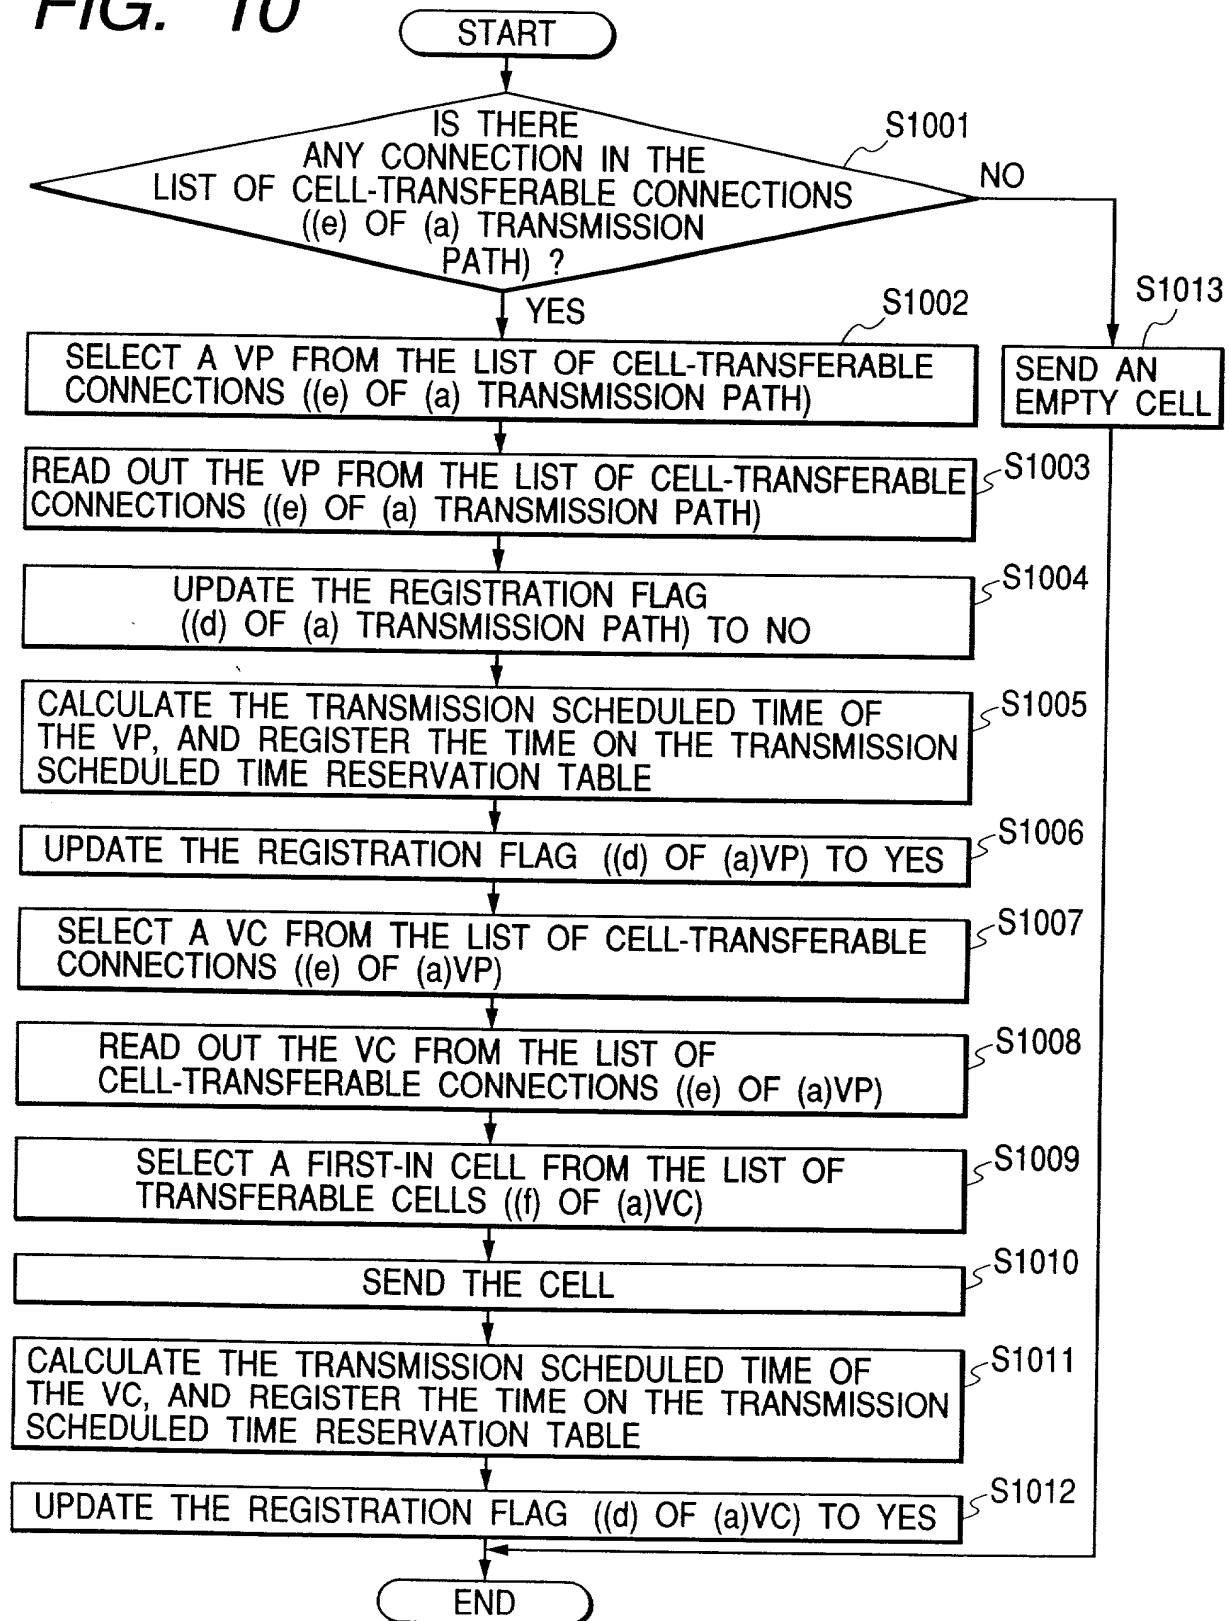 FIG. 10
START
IS THERE
ANY CONNECTION IN THE
LIST OF CELL-TRANSFERABLE CONNECTIONS
((e) OF (a) TRANSMISSION
PATH) ?
S1001
NO
YES
S1002
SELECT A VP FROM THE LIST OF CELL-TRANSFERABLE
CONNECTIONS ((e) OF (a) TRANSMISSION PATH)
S1013
SEND AN
EMPTY CELL
READ OUT THE VP FROM THE LIST OF CELL-TRANSFERABLE
CONNECTIONS ((e) OF (a) TRANSMISSION PATH)
S1003
UPDATE THE REGISTRATION FLAG
((d) OF (a) TRANSMISSION PATH) TO NO
S1004
CALCULATE THE TRANSMISSION SCHEDULED TIME OF
THE VP, AND REGISTER THE TIME ON THE TRANSMISSION
SCHEDULED TIME RESERVATION TABLE
S1005
UPDATE THE REGISTRATION FLAG ((d) OF (a)VP) TO YES
S1006
SELECT A VC FROM THE LIST OF CELL-TRANSFERABLE
CONNECTIONS ((e) OF (a)VP)
S1007
READ OUT THE VC FROM THE LIST OF
CELL-TRANSFERABLE CONNECTIONS ((e) OF (a)VP)
S1008
SELECT A FIRST-IN CELL FROM THE LIST OF
TRANSFERABLE CELLS ((f) OF (a)VC)
S1009
SEND THE CELL
S1010
CALCULATE THE TRANSMISSION SCHEDULED TIME OF
THE VC, AND REGISTER THE TIME ON THE TRANSMISSION
SCHEDULED TIME RESERVATION TABLE
S1011
UPDATE THE REGISTRATION FLAG ((d) OF (a)VC) TO YES
S1012
END